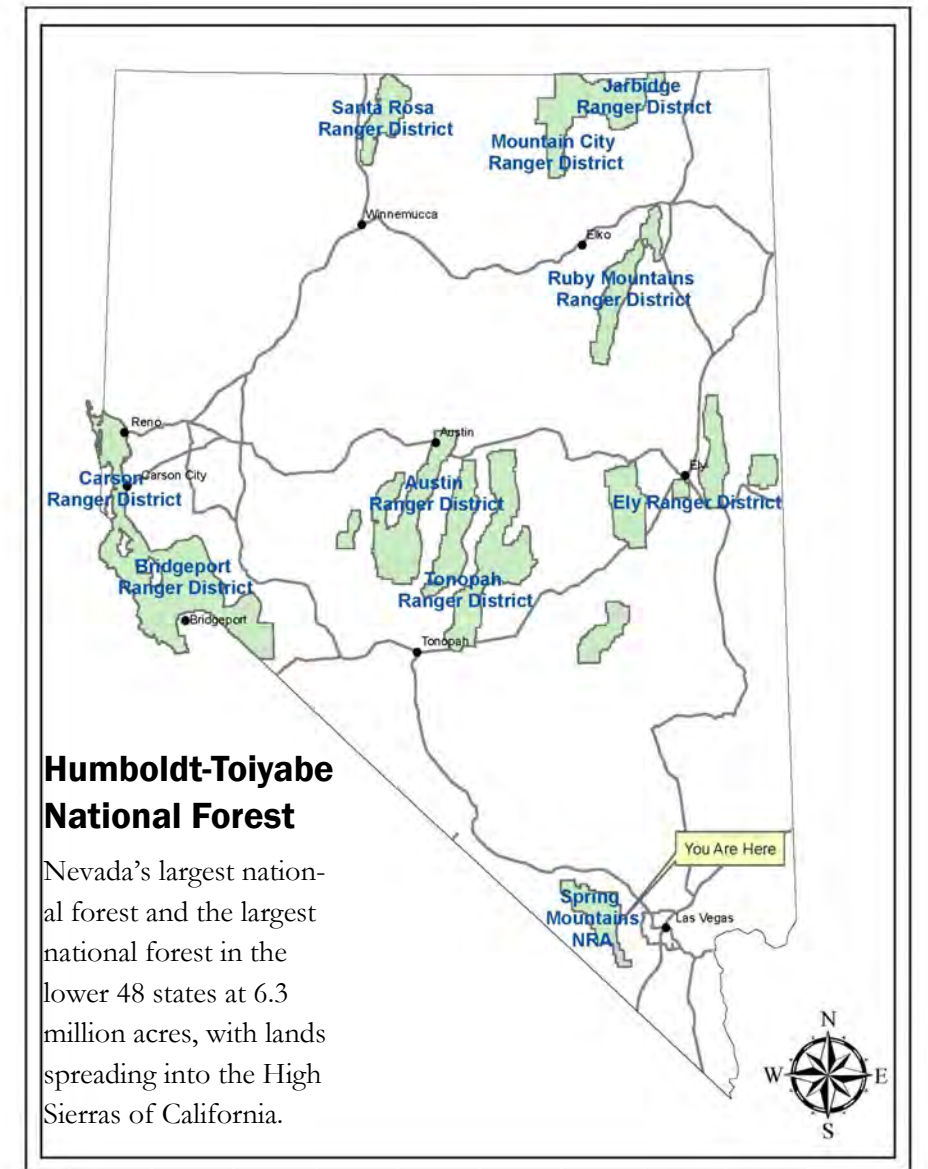 Jarbidge
Ranger District
Santa Rosa
Ranger District
Mountain City
Ranger District
Winnemucca
Elko
Ruby Mountains
Ranger District
Reno
Austin
Carson City
Carson
Ranger District
Austin
Ranger District
Ely
Ely Ranger District
Bridgeport
Ranger District
Bridgeport
Tonopah
Ranger District
Tonopah
Humboldt-Toiyabe
National Forest
Nevada’s largest nation-
al forest and the largest
national forest in the
lower 48 states at 6.3
million acres, with lands
spreading into the High
Sierras of California.
You Are Here
Spring
Mountains
NRA
Las Vegas
N
W
E
S